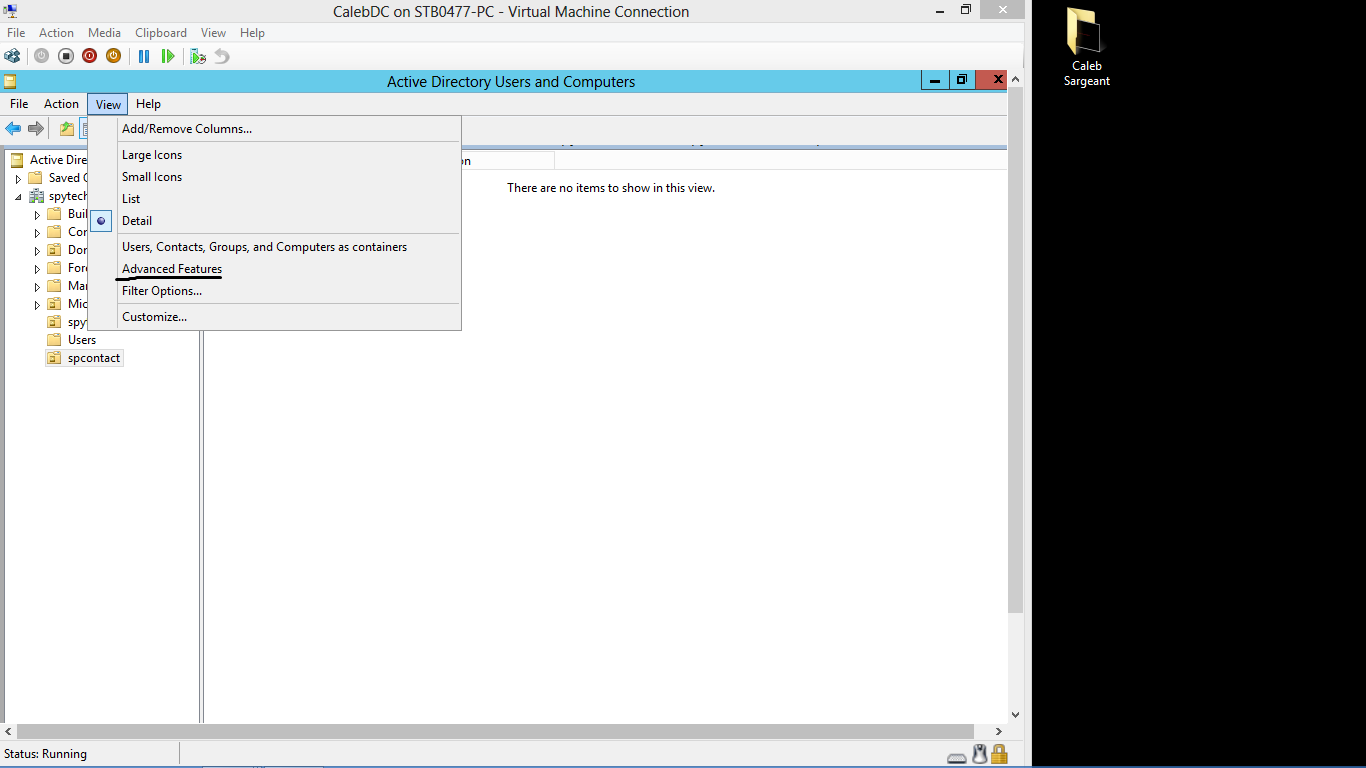 CalebDC on STB0477-PC - Virtual Machine Connection
File Action Media Clipboard View Help
Active Directory Users and Computers
File Action View Help
Add/Remove Columns...
Large Icons
Small Icons
List
Detail
Users, Contacts, Groups, and Computers as containers
Advanced Features
Filter Options...
Customize...
Active Dire
Saved
spytech
Buil
Con
Dor
Fore
Mar
Mic
spy
Users
spcontact
on
There are no items to show in this view.
Status: Running
Caleb
Sargeant